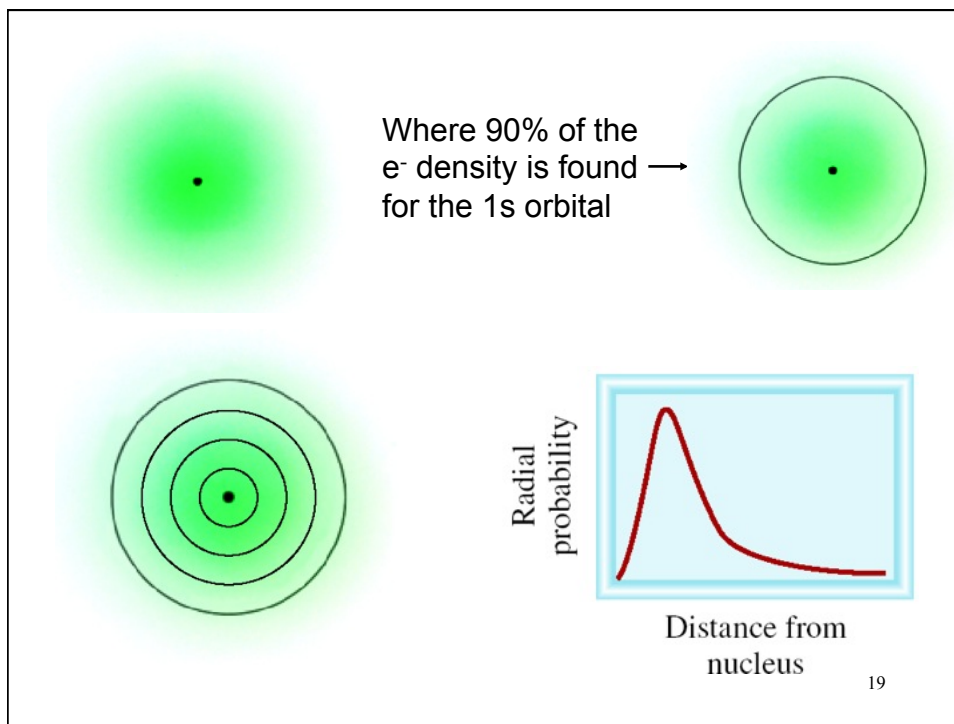 Where 90% of the
e⁻ density is found
for the 1s orbital
Radial
probability
Distance from
nucleus
19